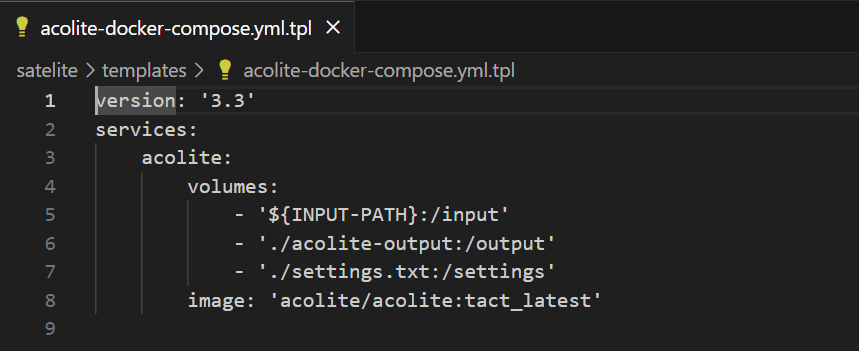 acolite-docker-compose.yml.tpl ×
satelite > templates > acolite-docker-compose.yml.tpl
1 version: '3.3'
2 services:
3     acolite:
4         volumes:
5             - '${INPUT-PATH}:/input'
6             - './acolite-output:/output'
7             - './settings.txt:/settings'
8         image: 'acolite/acolite:tact_latest'
9